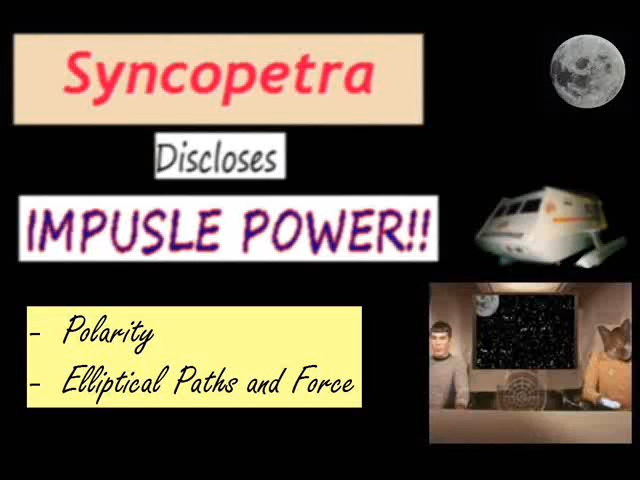 Syncopetra
Discloses
IMPUSLE POWER!!
- Polarity
- Elliptical Paths and Force